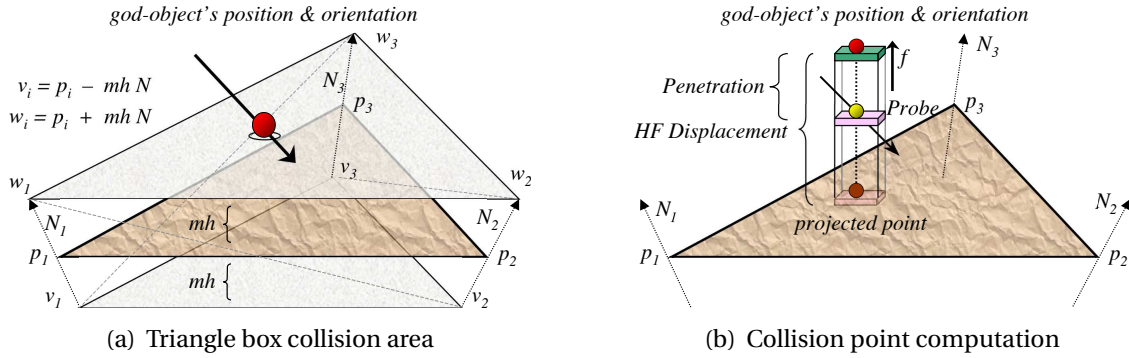 god-object's position & orientation
w3
v_i = p_i − mh N
w_i = p_i + mh N
N3
p3
w1
v3
w2
N1
mh
N2
p1
p2
mh
v1
v2
(a) Triangle box collision area
god-object's position & orientation
N3
f
Penetration
Probe
p3
HF Displacement
N1
N2
projected point
p1
p2
(b) Collision point computation